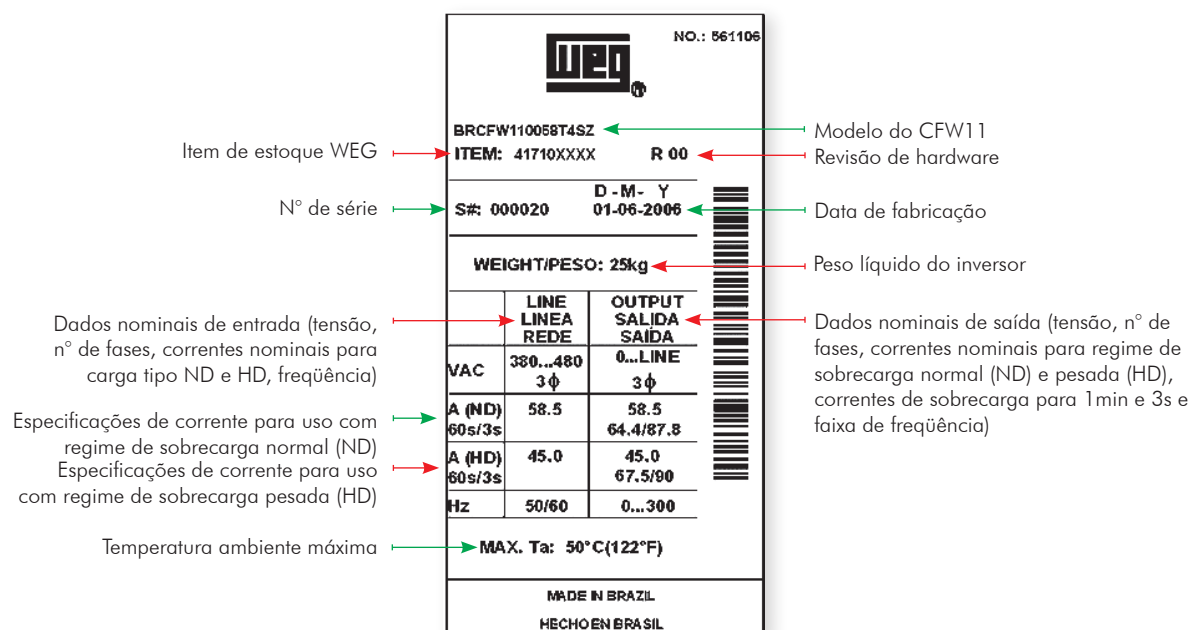 NO.: 561106
WEG
BRCFW110058T4SZ
Modelo do CFW11
Item de estoque WEG
ITEM: 41710XXXX R 00
Revisão de hardware
D - M - Y
Nº de série
S#: 000020 01-06-2006
Data de fabricação
WEIGHT/PESO: 25kg
Peso líquido do inversor
LINE
LINEA
REDE
OUTPUT
SALIDA
SAÍDA
Dados nominais de entrada (tensão,
n° de fases, correntes nominais para
carga tipo ND e HD, freqüência)
Dados nominais de saída (tensão, n° de
fases, correntes nominais para regime de
sobrecarga normal (ND) e pesada (HD),
correntes de sobrecarga para 1min e 3s e
faixa de freqüência)
VAC 380...480 0...LINE
3ϕ 3ϕ
Especificações de corrente para uso com
regime de sobrecarga normal (ND)
A (ND) 58.5 58.5
60s/3s 64.4/87.8
Especificações de corrente para uso
com regime de sobrecarga pesada (HD)
A (HD) 45.0 45.0
60s/3s 67.5/90
Hz 50/60 0...300
Temperatura ambiente máxima
MAX. Ta: 50°C(122°F)
MADE IN BRAZIL
HECHO EN BRASIL